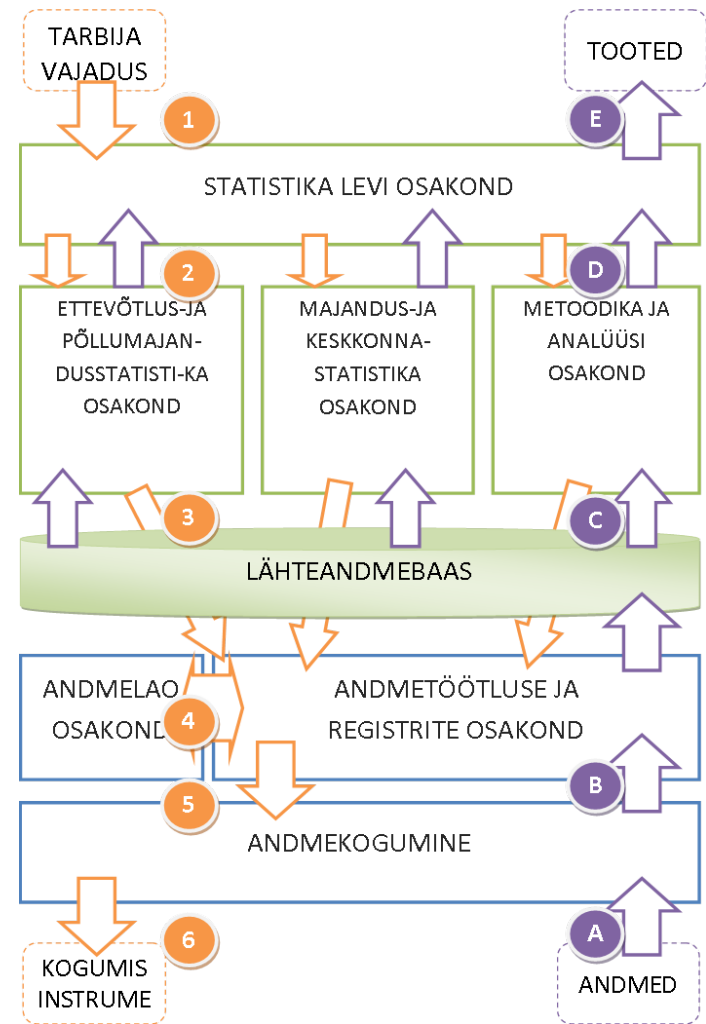 TARBIJA
VAJADUS
TOOTED
1
E
STATISTIKA LEVI OSAKOND
2
D
ETTEVÕTLUS-JA
PÕLLUMAJAN-
DUSSTATISTI-KA
OSAKOND
MAJANDUS-JA
KESKKONNA-
STATISTIKA
OSAKOND
METOODIKA JA
ANALÜÜSI
OSAKOND
3
C
LÄHTEANDMEBAAS
ANDMELAO
OSAKOND
4
ANDMETÖÖTLUSE JA
REGISTRITE OSAKOND
5
B
ANDMEKOGUMINE
6
A
KOGUMIS
INSTRUME
ANDMED